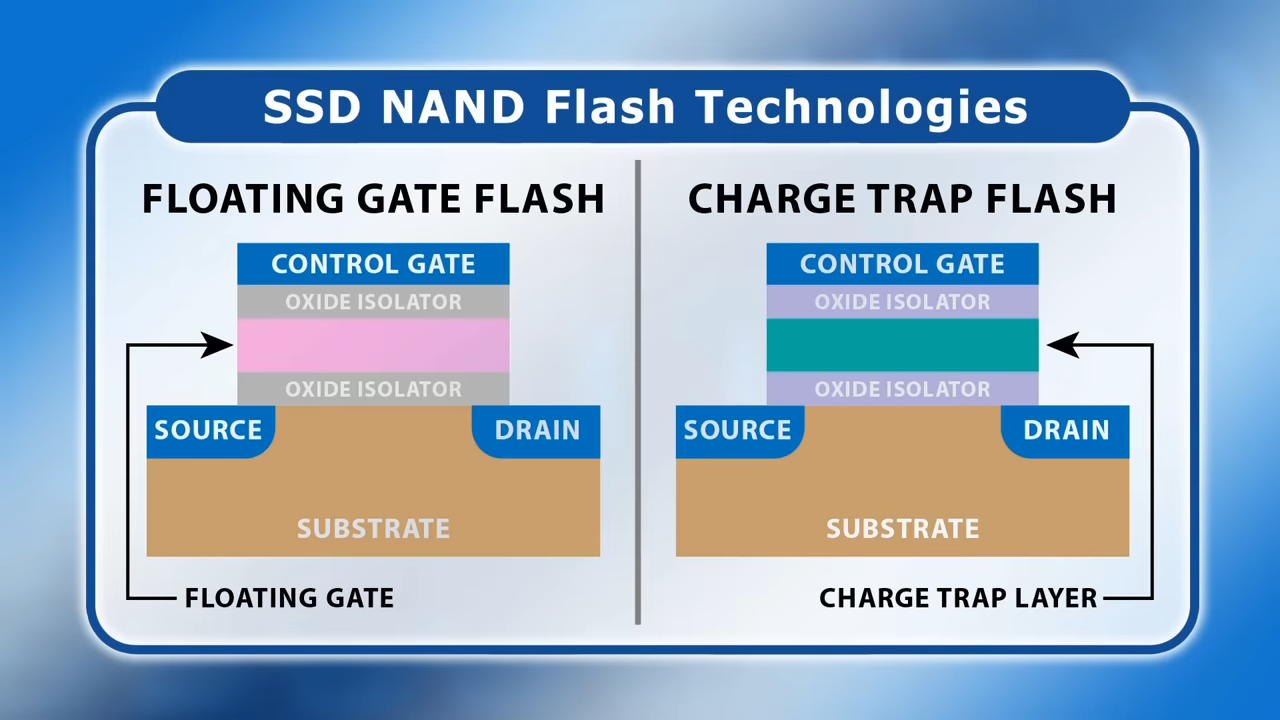 SSD NAND Flash Technologies
FLOATING GATE FLASH
CONTROL GATE
OXIDE ISOLATOR
OXIDE ISOLATOR
SOURCE
DRAIN
SUBSTRATE
FLOATING GATE
CHARGE TRAP FLASH
CONTROL GATE
OXIDE ISOLATOR
OXIDE ISOLATOR
SOURCE
DRAIN
SUBSTRATE
CHARGE TRAP LAYER